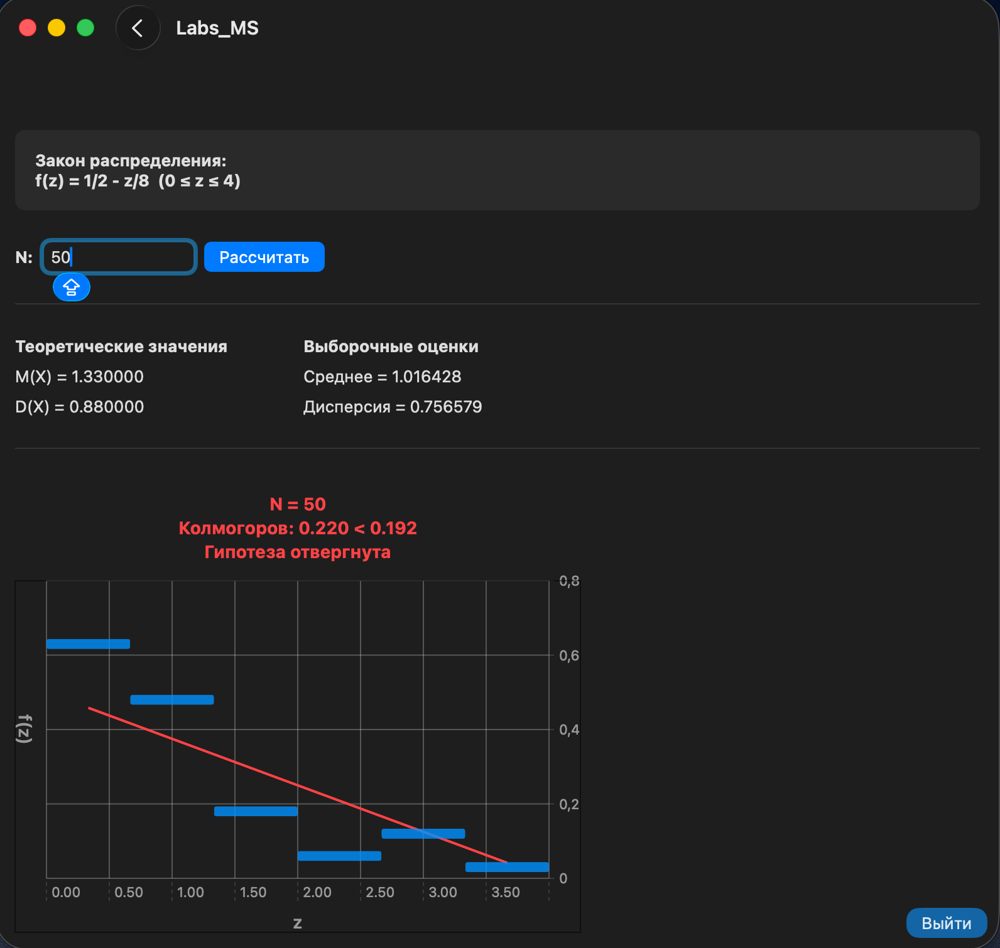 Labs_MS
Закон распределения:
f(z) = 1/2 - z/8 (0 ≤ z ≤ 4)
N: 50 Рассчитать
Теоретические значения
M(X) = 1.330000
D(X) = 0.880000
Выборочные оценки
Среднее = 1.016428
Дисперсия = 0.756579
N = 50
Колмогоров: 0.220 < 0.192
Гипотеза отвергнута
0,8
0,6
0,4
0,2
0
f(z)
0.00 0.50 1.00 1.50 2.00 2.50 3.00 3.50
z
Выйти